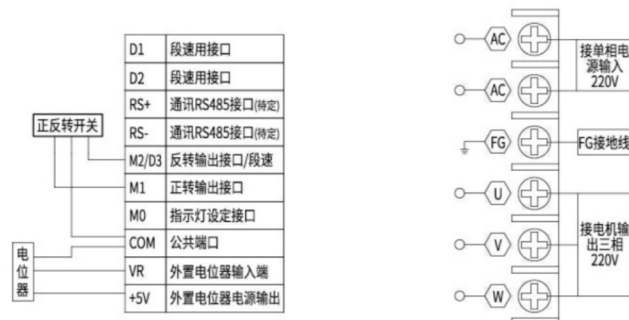 D1 段速用接口
D2 段速用接口
RS+ 通讯RS485接口(待定)
RS- 通讯RS485接口(待定)
正反转开关
M2/D3 反转输出接口/段速
M1 正转输出接口
M0 指示灯设定接口
COM 公共端口
VR 外置电位器输入端
+5V 外置电位器电源输出
电
位
器
AC
AC
接单相电
源输入
220V
FG
FG接地线
U
V
W
接电机输
出三相
220V